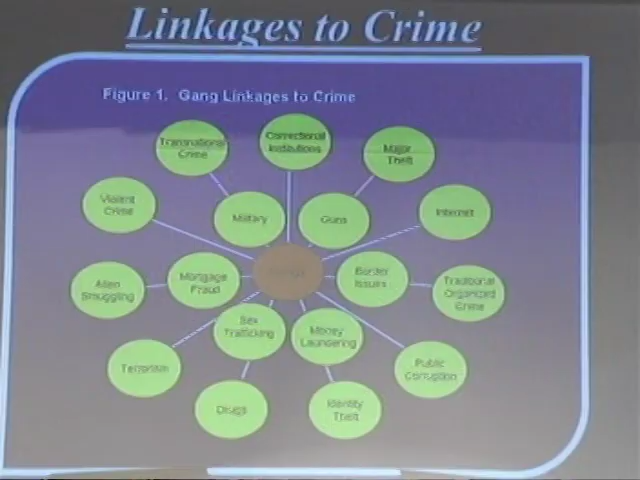 Linkages to Crime
Figure 1. Gang Linkages to Crime
Transnational
Crime
Correctional
Institutions
Major
Theft
Violent
Crime
Military
Guns
Internet
Alien
Smuggling
Mortgage
Fraud
Border
Issues
Traditional
Organized
Crime
Sex
Trafficking
Money
Laundering
Terrorism
Public
Corruption
Drugs
Identity
Theft